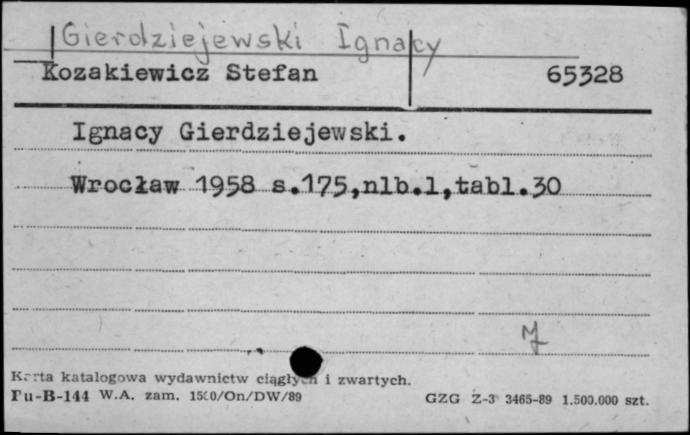 Gierdziejewski Ignacy
Kozakiewicz Stefan 65328
Ignacy Gierdziejewski.
Wrocław 1958 s.175,nlb.1,tabl.30
Karta katalogowa wydawnictw ciągłych i zwartych.
Pu-B-144 W.A. zam. 1500/On/DW/89 GZG Z-3 3465-89 1.500.000 szt.